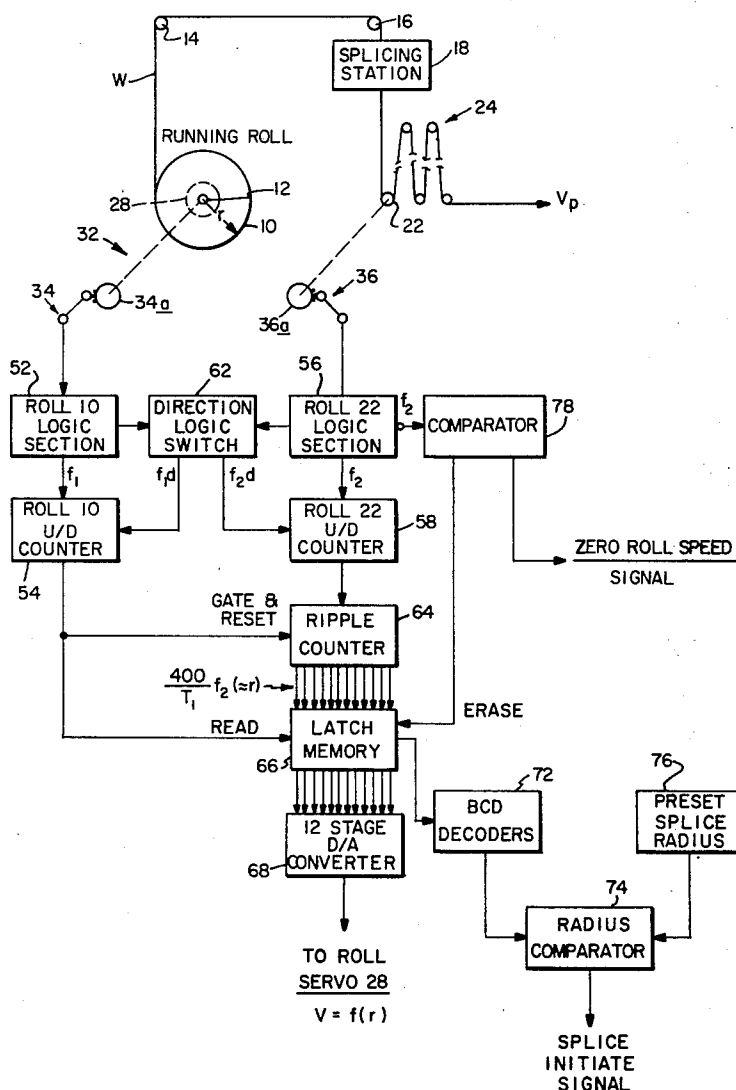 14
16
SPLICING
STATION
18
W
24
RUNNING ROLL
28
12
r
10
22
Vp
32
34
34a
36
36a
52
62
56
ROLL 10
LOGIC
SECTION
DIRECTION
LOGIC
SWITCH
ROLL 22
LOGIC
SECTION
f2
COMPARATOR
78
f1
f1d
f2d
f2
ROLL 10
U/D
COUNTER
54
ROLL 22
U/D
COUNTER
58
ZERO ROLL SPEED
SIGNAL
GATE &
RESET
RIPPLE
COUNTER
64
400/T1 f2 (≈r)
READ
LATCH
MEMORY
66
ERASE
72
BCD
DECODERS
76
PRESET
SPLICE
RADIUS
12 STAGE
D/A
CONVERTER
68
74
RADIUS
COMPARATOR
TO ROLL
SERVO 28
V = f(r)
SPLICE
INITIATE
SIGNAL